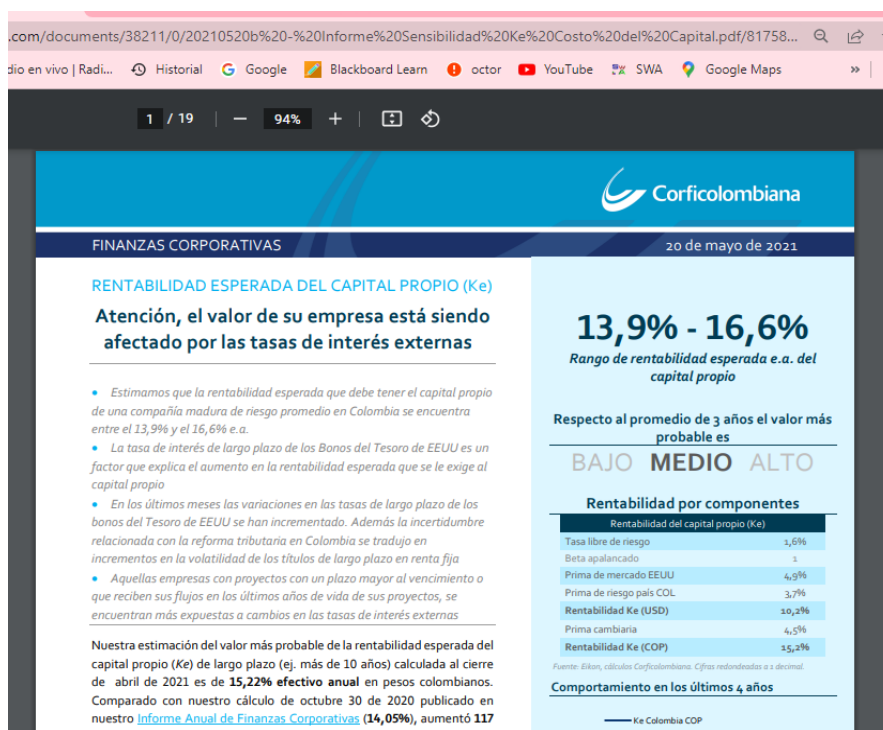 .com/documents/38211/0/20210520b%20-%20Informe%20Sensibilidad%20Ke%20Costo%20del%20Capital.pdf/81758...
dio en vivo | Radi...
Historial
Google
Blackboard Learn
octor
YouTube
SWA
Google Maps
»
1 / 19
94%
Corficolombiana
FINANZAS CORPORATIVAS
20 de mayo de 2021
RENTABILIDAD ESPERADA DEL CAPITAL PROPIO (Ke)
Atención, el valor de su empresa está siendo
afectado por las tasas de interés externas
• Estimamos que la rentabilidad esperada que debe tener el capital propio
de una compañía madura de riesgo promedio en Colombia se encuentra
entre el 13,9% y el 16,6% e.a.
• La tasa de interés de largo plazo de los Bonos del Tesoro de EEUU es un
factor que explica el aumento en la rentabilidad esperada que se le exige al
capital propio
• En los últimos meses las variaciones en las tasas de largo plazo de los
bonos del Tesoro de EEUU se han incrementado. Además la incertidumbre
relacionada con la reforma tributaria en Colombia se tradujo en
incrementos en la volatilidad de los títulos de largo plazo en renta fija
• Aquellas empresas con proyectos con un plazo mayor al vencimiento o
que reciben sus flujos en los últimos años de vida de sus proyectos, se
encuentran más expuestas a cambios en las tasas de interés externas
Nuestra estimación del valor más probable de la rentabilidad esperada del
capital propio (Ke) de largo plazo (ej. más de 10 años) calculada al cierre
de abril de 2021 es de 15,22% efectivo anual en pesos colombianos.
Comparado con nuestro cálculo de octubre 30 de 2020 publicado en
nuestro Informe Anual de Finanzas Corporativas (14,05%), aumentó 117
13,9% - 16,6%
Rango de rentabilidad esperada e.a. del
capital propio
Respecto al promedio de 3 años el valor más
probable es
BAJO MEDIO ALTO
Rentabilidad por componentes
Rentabilidad del capital propio (Ke)
Tasa libre de riesgo 1,6%
Beta apalancado 1
Prima de mercado EEUU 4,9%
Prima de riesgo país COL 3,7%
Rentabilidad Ke (USD) 10,2%
Prima cambiaria 4,5%
Rentabilidad Ke (COP) 15,2%
Fuente: Eikon, cálculos Corficolombiana. Cifras redondeadas a 1 decimal.
Comportamiento en los últimos 4 años
Ke Colombia COP